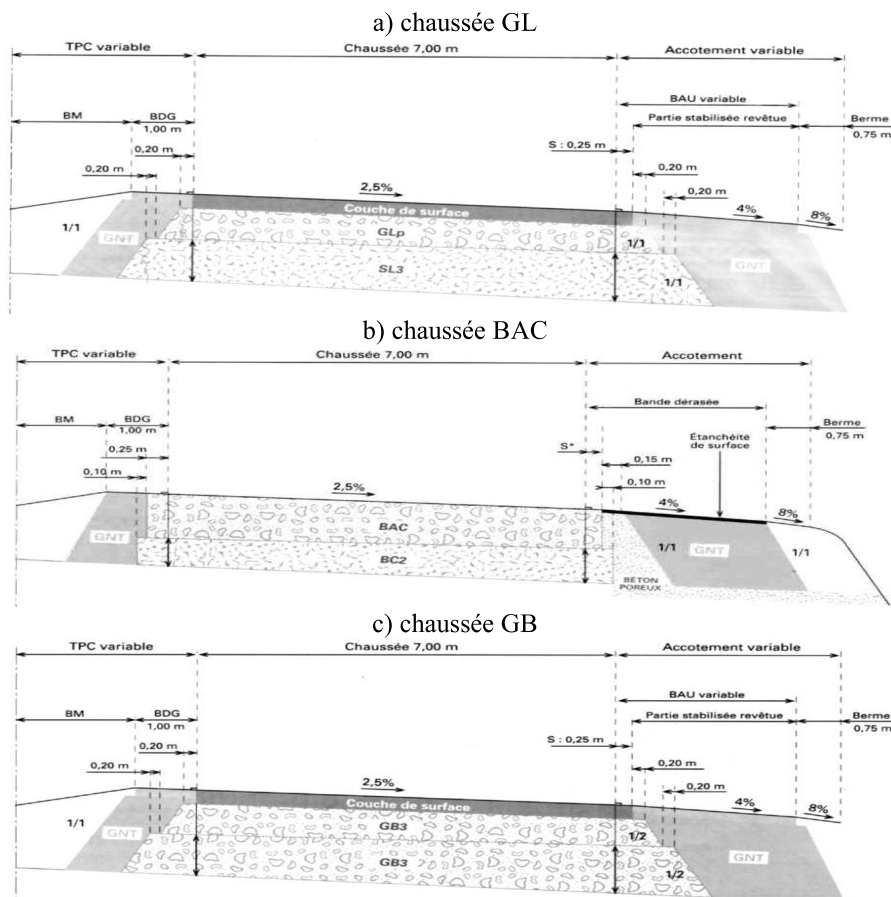 a) chaussée GL
TPC variable
Chaussée 7,00 m
Accotement variable
BAU variable
BM
BDG
1,00 m
Partie stabilisée revêtue
Berme
0,75 m
0,20 m
S : 0,25 m
0,20 m
0,20 m
0,20 m
2,5%
4%
8%
Couche de surface
1/1
GNT
GLp
1/1
GNT
SL3
1/1
b) chaussée BAC
TPC variable
Chaussée 7,00 m
Accotement
Bande dérasée
BM
BDG
1,00 m
Berme
0,75 m
Étanchéité
de surface
0,25 m
S*
0,15 m
0,10 m
0,10 m
2,5%
4%
8%
BAC
GNT
1/1
GNT
1/1
BC2
BÉTON
POREUX
c) chaussée GB
TPC variable
Chaussée 7,00 m
Accotement variable
BAU variable
BM
BDG
1,00 m
Partie stabilisée revêtue
Berme
0,75 m
0,20 m
S : 0,25 m
0,20 m
0,20 m
0,20 m
2,5%
4%
8%
Couche de surface
1/1
GNT
GB3
1/2
GNT
GB3
1/2